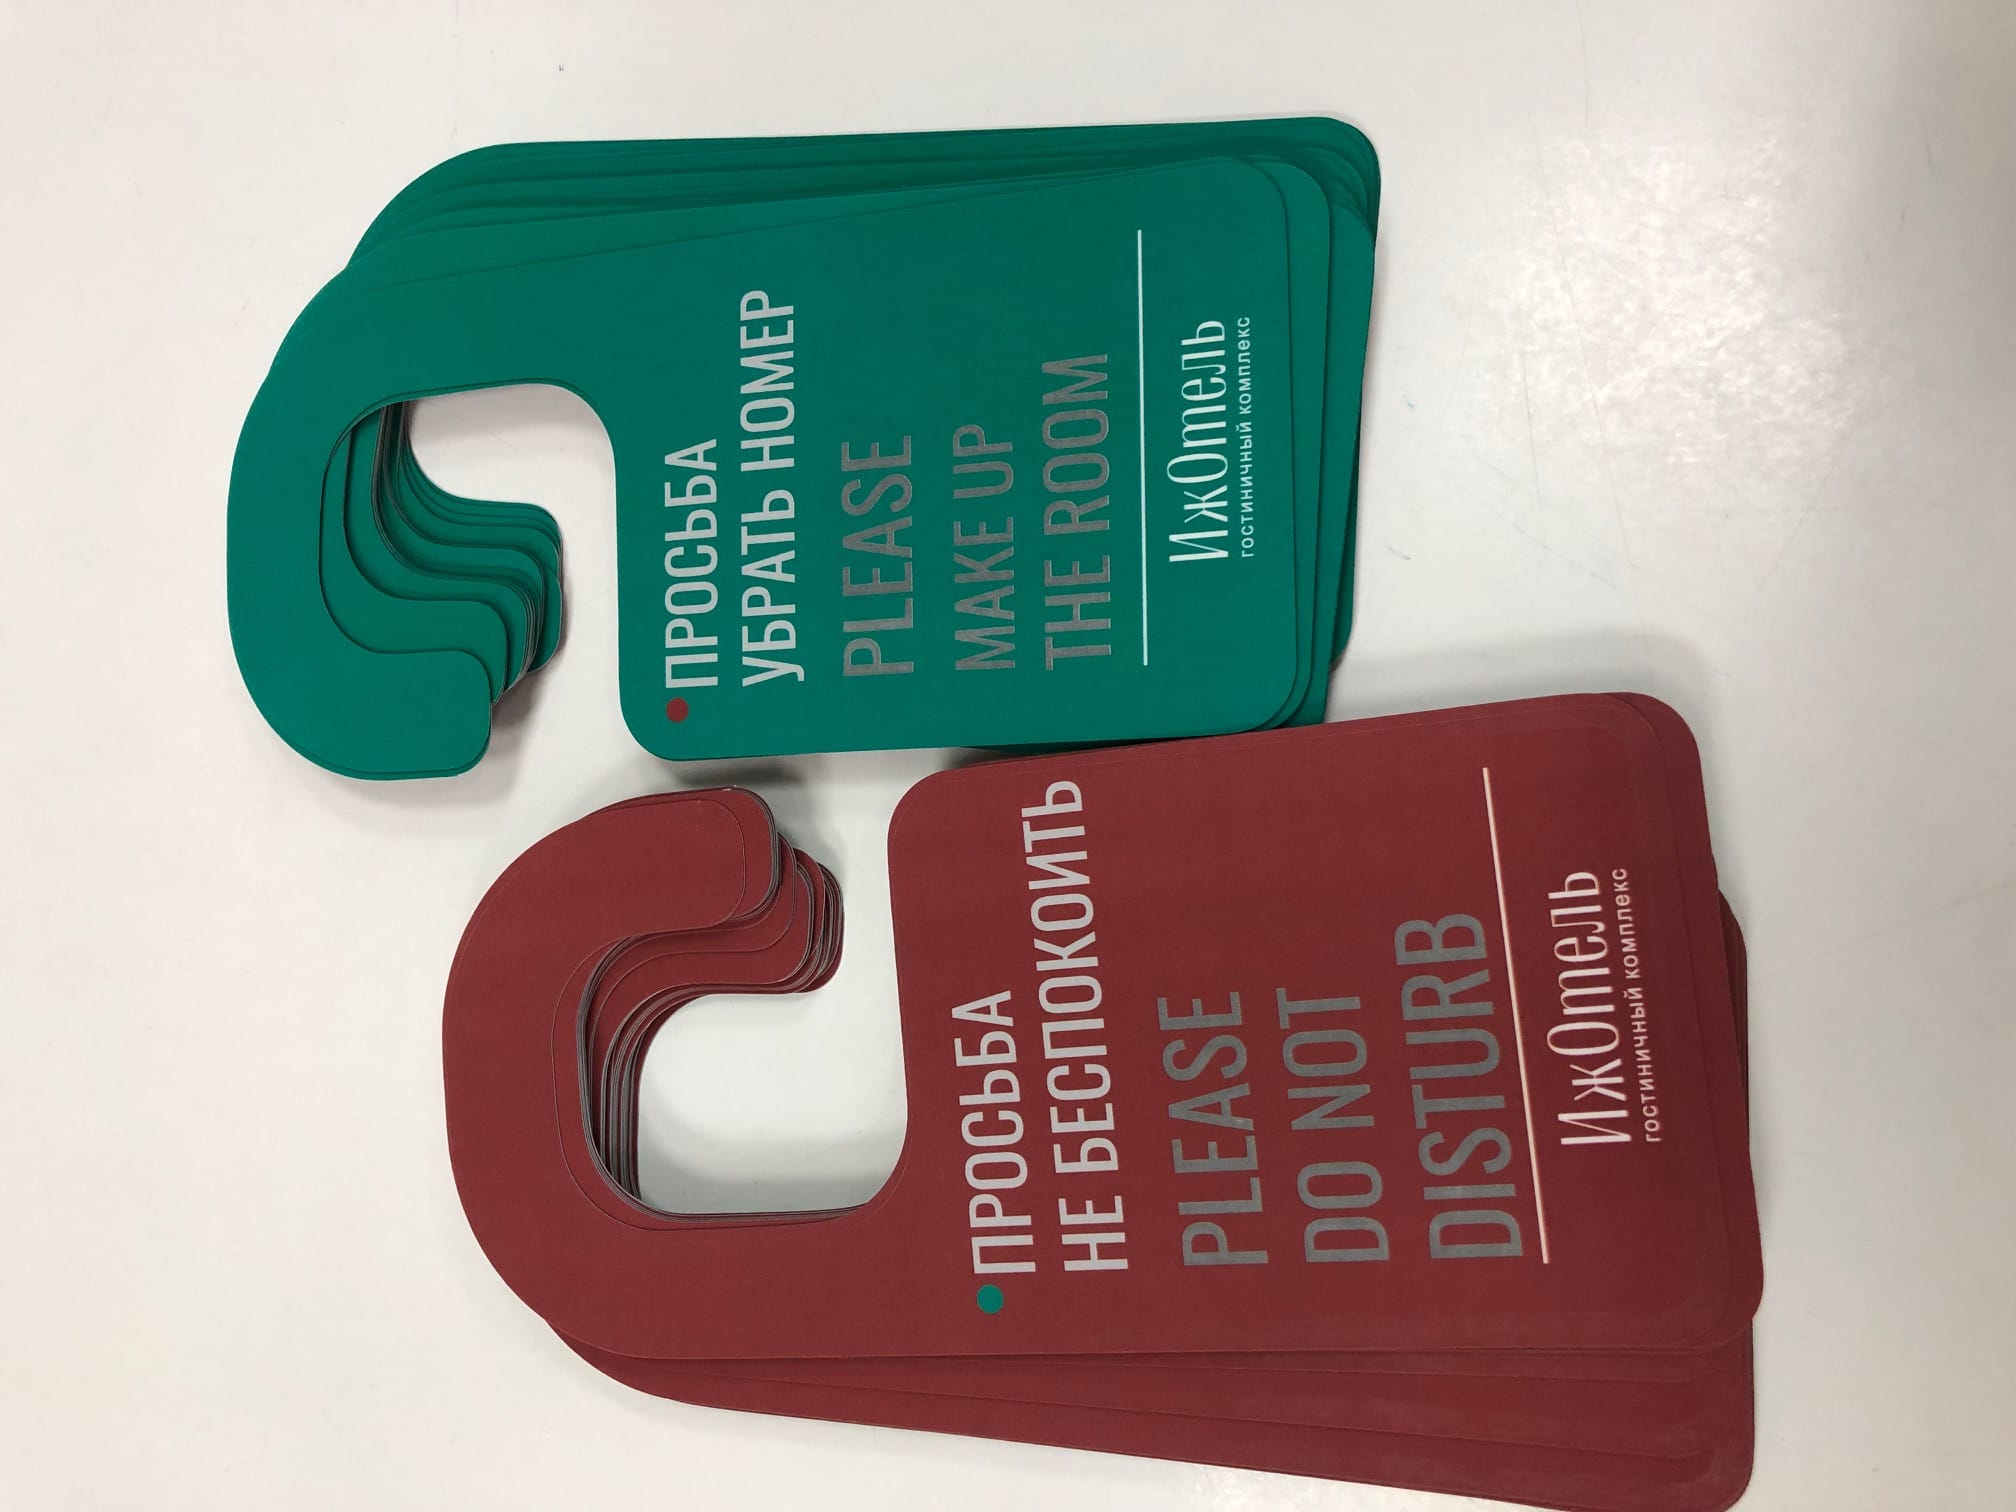 ПРОСЬБА
УБРАТЬ НОМЕР
PLEASE
MAKE UP
THE ROOM
ИжОтель
гостиничный комплекс
ПРОСЬБА
НЕ БЕСПОКОИТЬ
PLEASE
DO NOT
DISTURB
ИжОтель
гостиничный комплекс